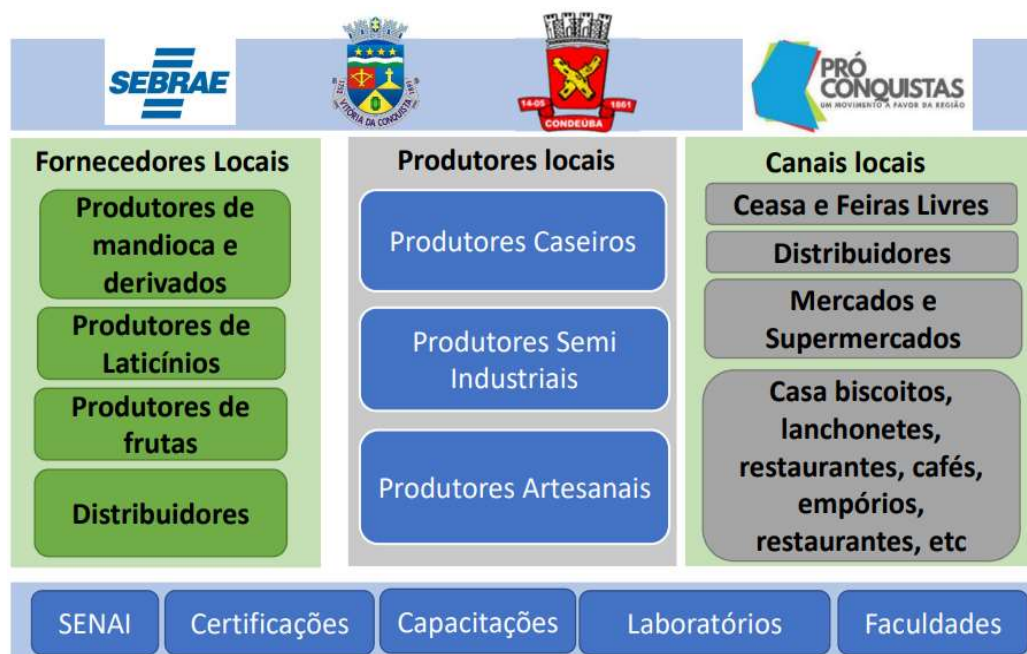 SEBRAE
1752 VITÓRIA DA CONQUISTA 1891
14-05 1861
CONDEÚBA
PRÓ
CONQUISTAS
UM MOVIMENTO A FAVOR DA REGIÃO
Fornecedores Locais
Produtores de
mandioca e
derivados
Produtores de
Laticínios
Produtores de
frutas
Distribuidores
Produtores locais
Produtores Caseiros
Produtores Semi
Industriais
Produtores Artesanais
Canais locais
Ceasa e Feiras Livres
Distribuidores
Mercados e
Supermercados
Casa biscoitos,
lanchonetes,
restaurantes, cafés,
empórios,
restaurantes, etc
SENAI
Certificações
Capacitações
Laboratórios
Faculdades